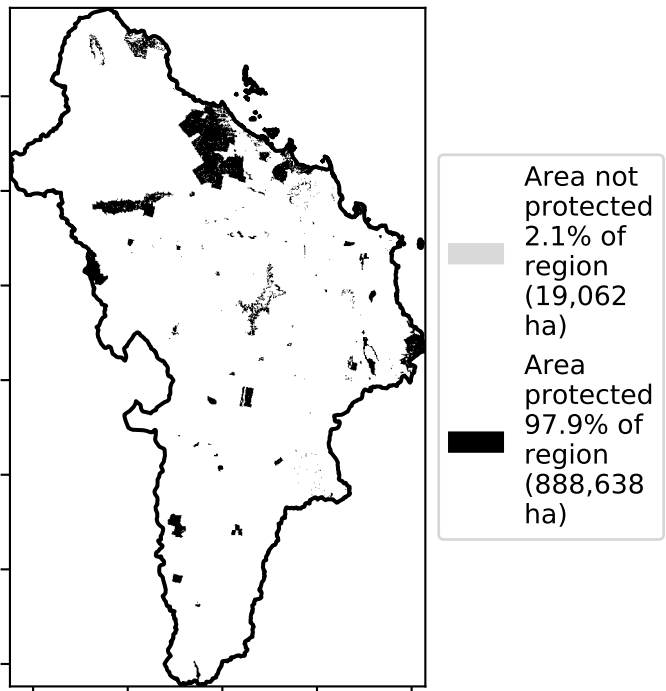 Area not
protected
2.1% of
region
(19,062
ha)
Area
protected
97.9% of
region
(888,638
ha)